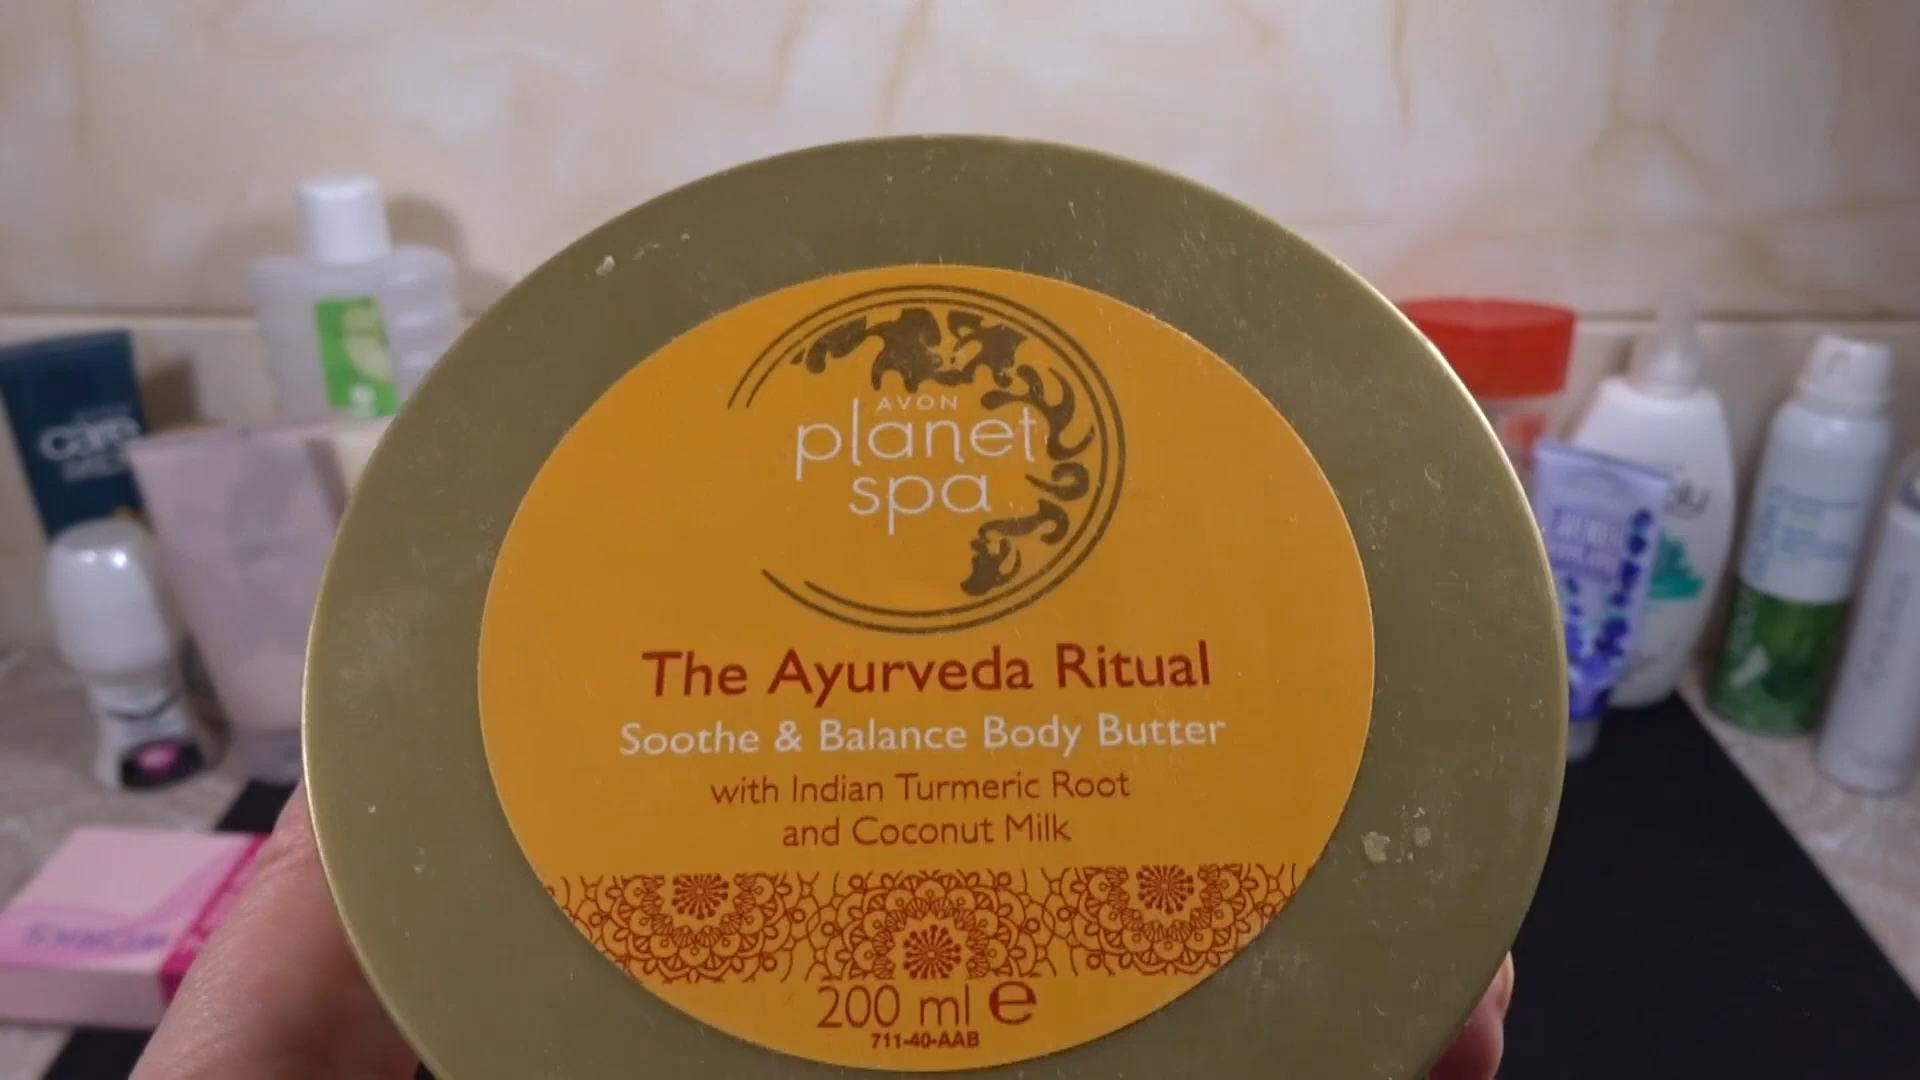 AVON
planet
spa
The Ayurveda Ritual
Soothe & Balance Body Butter
with Indian Turmeric Root
and Coconut Milk
200 ml e
711-40-AAB
care